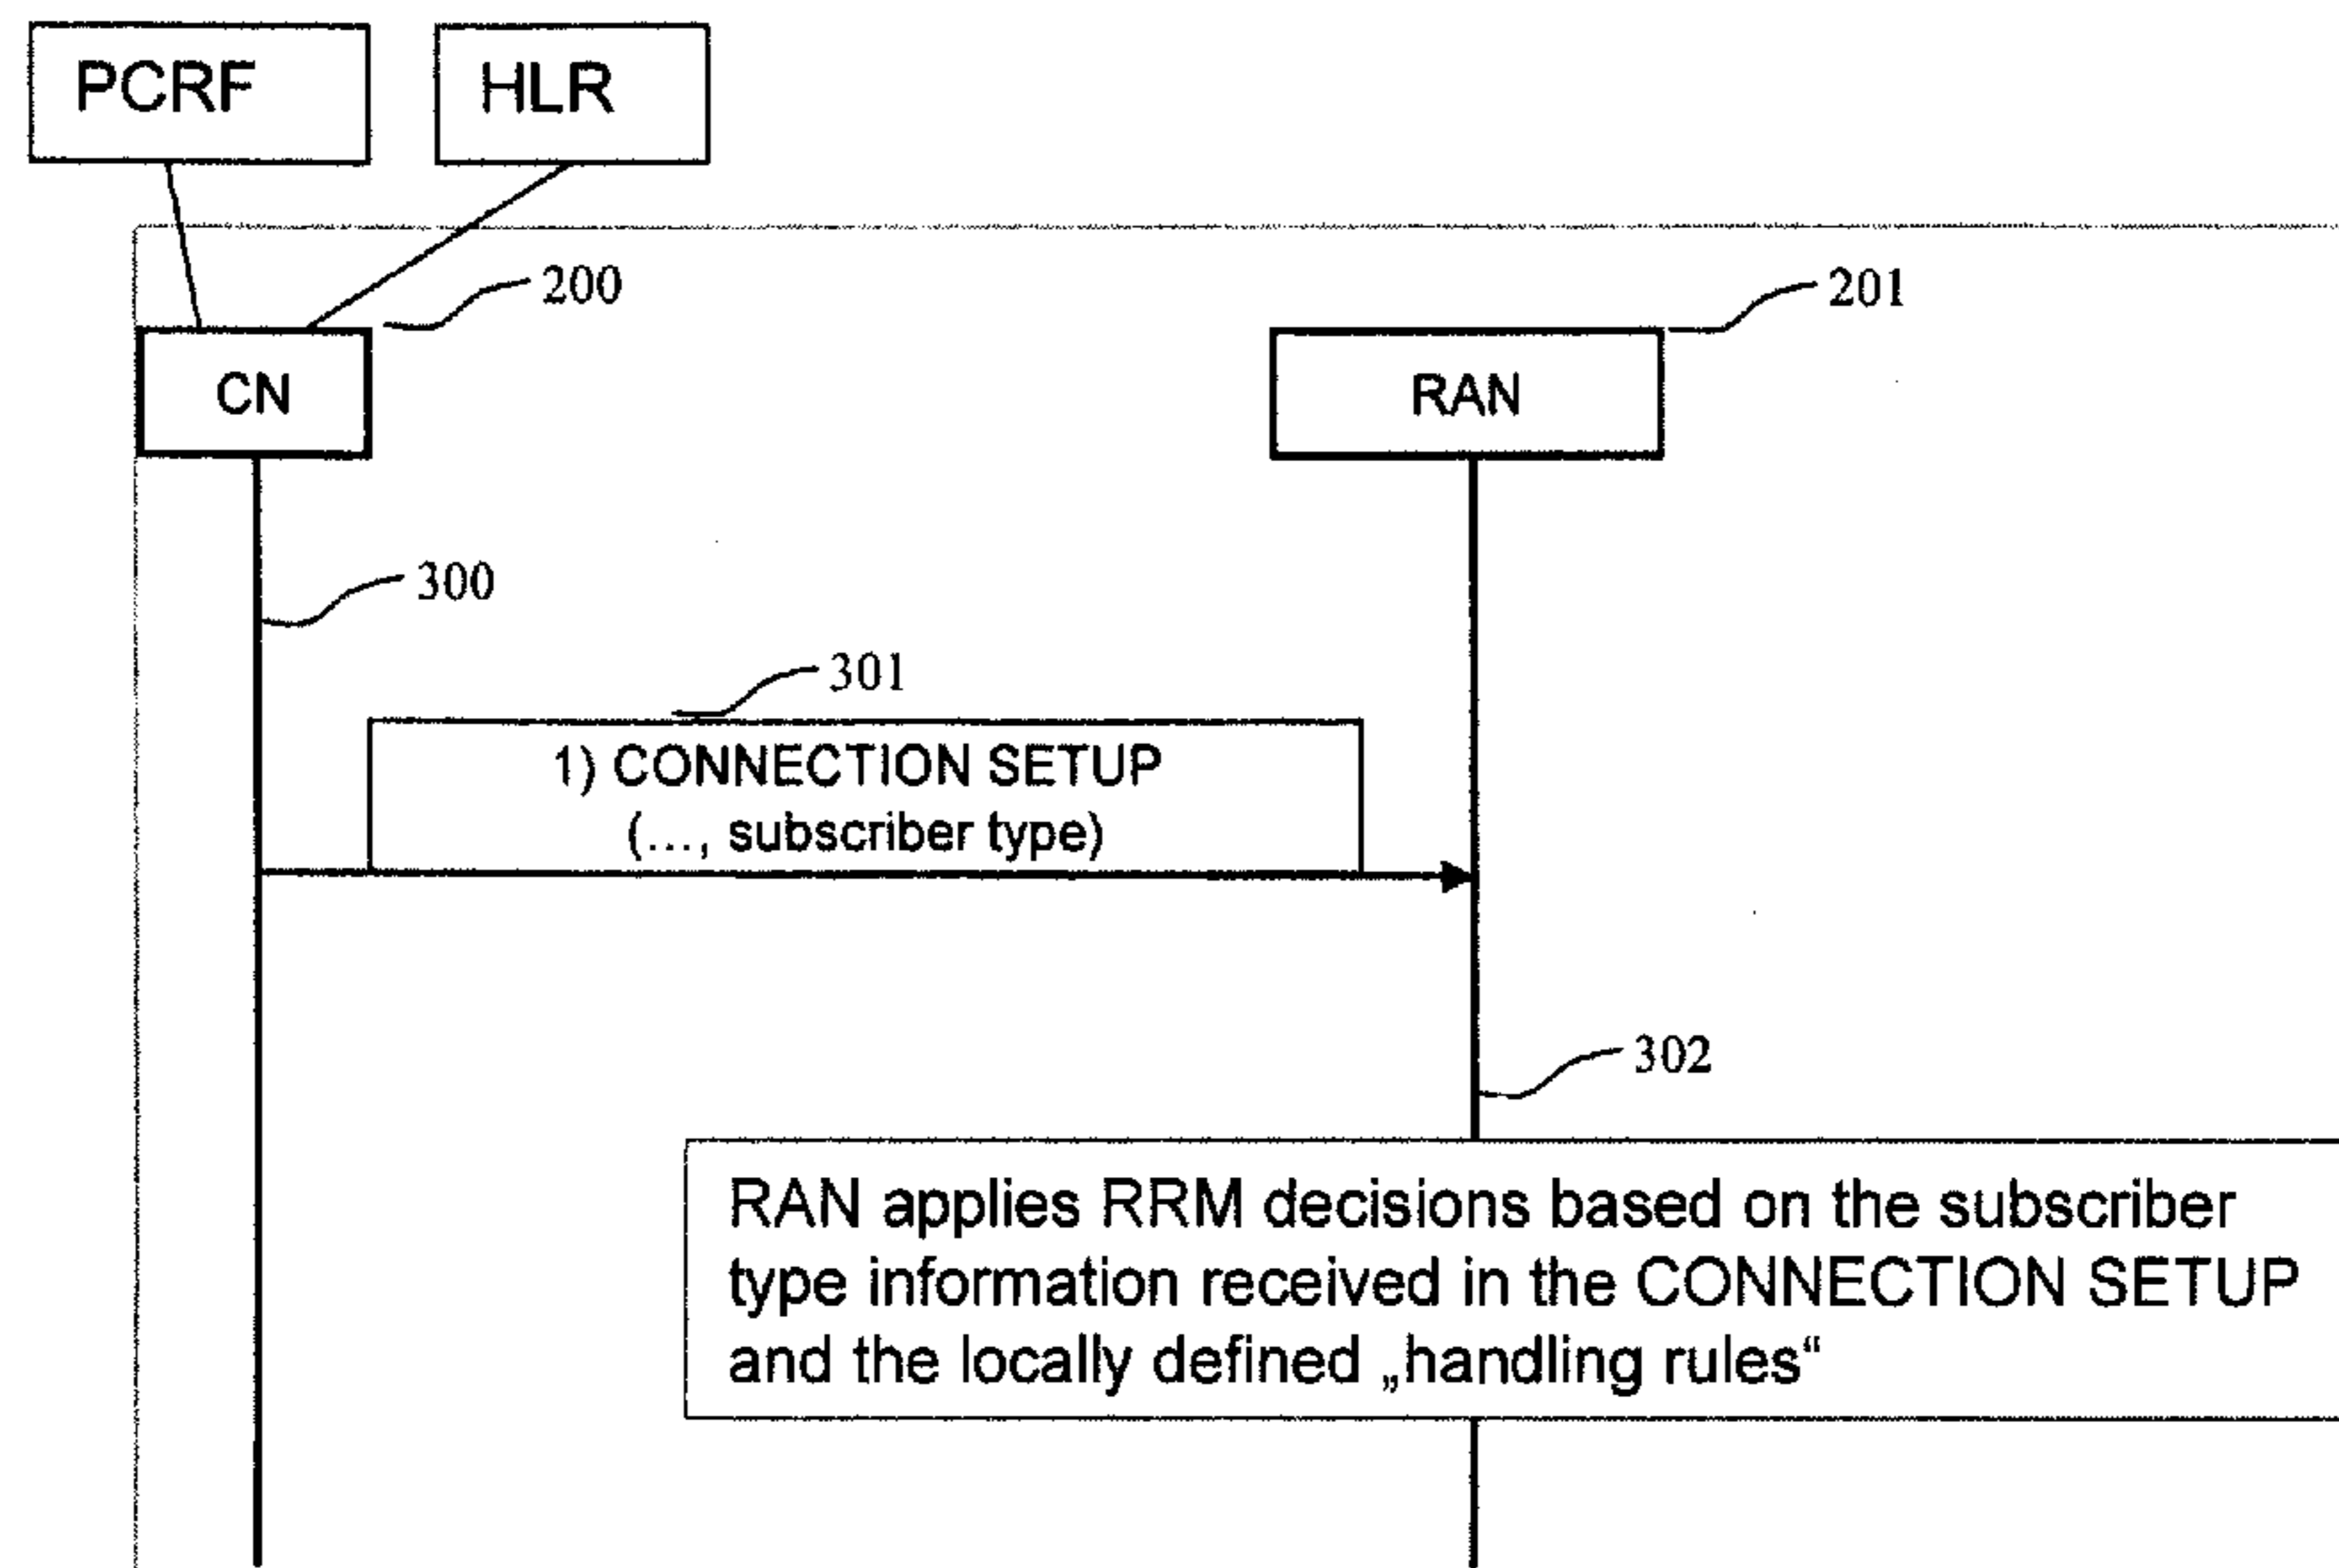 PCRF
HLR
200
201
CN
RAN
300
301
1) CONNECTION SETUP
(..., subscriber type)
302
RAN applies RRM decisions based on the subscriber
type information received in the CONNECTION SETUP
and the locally defined „handling rules“